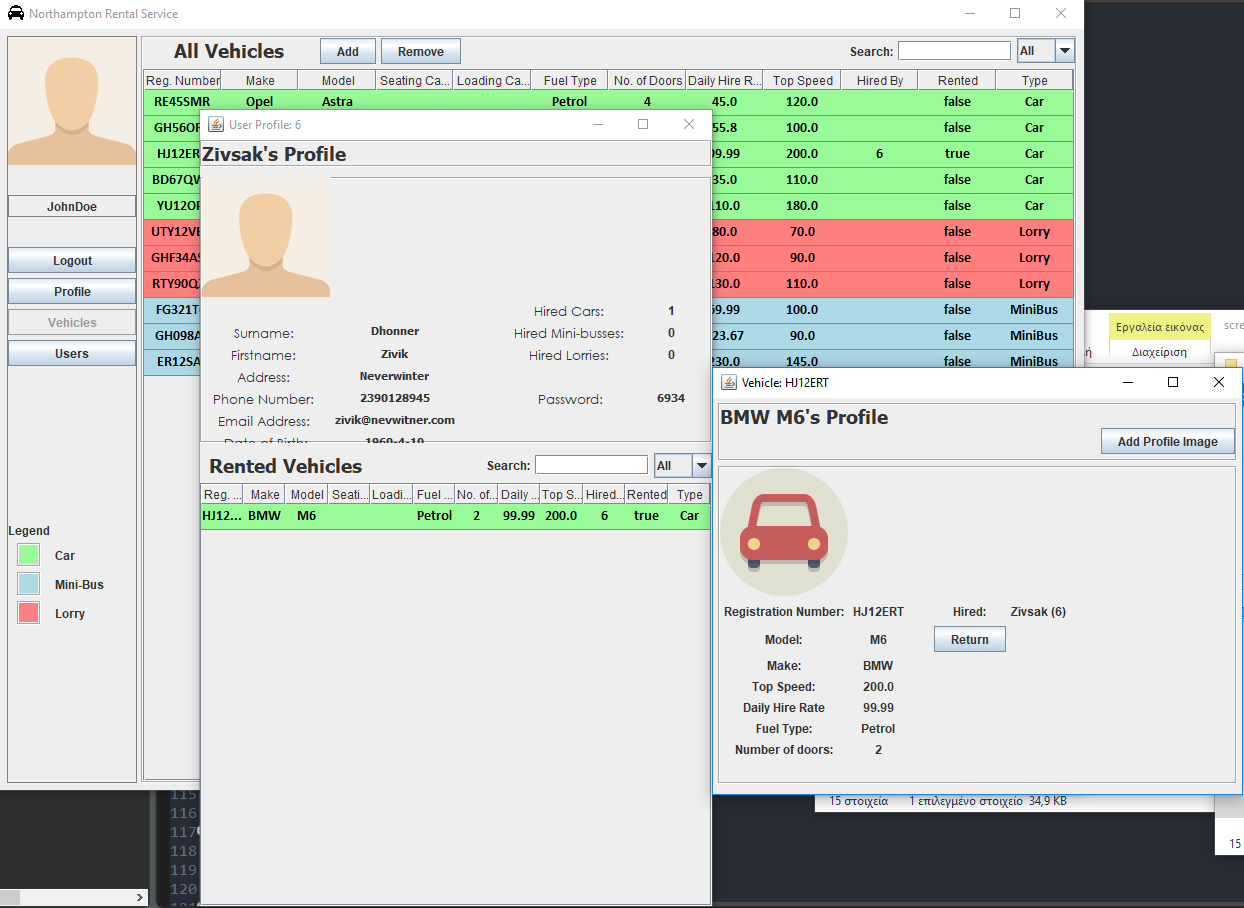 Northampton Rental Service
All Vehicles Add Remove Search: All
Reg. Number Make Model Seating Ca... Loading Ca... Fuel Type No. of Doors Daily Hire R... Top Speed Hired By Rented Type
RE45SMR Opel Astra Petrol 4 45.0 120.0 false Car
GH56OF 55.8 100.0 false Car
HJ12ER 99.99 200.0 6 true Car
BD67QV 35.0 110.0 false Car
YU12OF 110.0 180.0 false Car
UTY12VE 80.0 70.0 false Lorry
GHF34AS 120.0 90.0 false Lorry
RTY90Q 130.0 110.0 false Lorry
FG321T 69.99 100.0 false MiniBus
GH098A 23.67 90.0 false MiniBus
ER12SA 230.0 145.0 false MiniBus
JohnDoe
Logout
Profile
Vehicles
Users
Legend
Car
Mini-Bus
Lorry
User Profile: 6
Zivsak's Profile
Surname: Dhonner
Firstname: Zivik
Address: Neverwinter
Phone Number: 2390128945
Email Address: zivik@nevwitner.com
Date of Birth: 1960-4-10
Hired Cars: 1
Hired Mini-busses: 0
Hired Lorries: 0
Password: 6934
Rented Vehicles Search: All
Reg. ... Make Model Seati... Loadi... Fuel ... No. of... Daily ... Top S... Hired... Rented Type
HJ12... BMW M6 Petrol 2 99.99 200.0 6 true Car
Εργαλεία εικόνας scre
ή Διαχείριση
Vehicle: HJ12ERT
BMW M6's Profile
Add Profile Image
Registration Number: HJ12ERT Hired: Zivsak (6)
Model: M6 Return
Make: BMW
Top Speed: 200.0
Daily Hire Rate 99.99
Fuel Type: Petrol
Number of doors: 2
15 στοιχεία 1 επιλεγμένο στοιχείο 34,9 KB
15
115
116
117
118
119
120
121